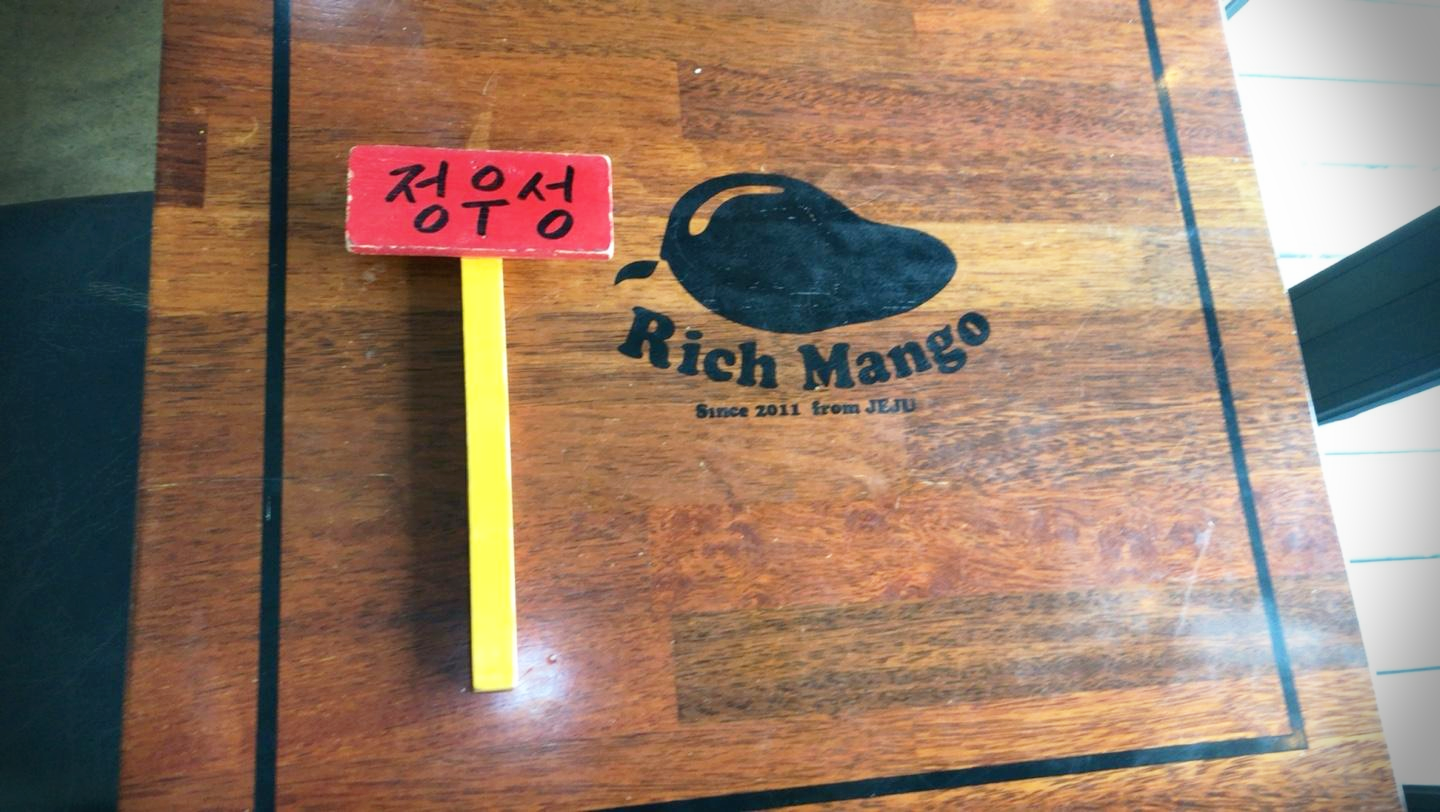 정우성
Rich Mango
Since 2011 from JEJU